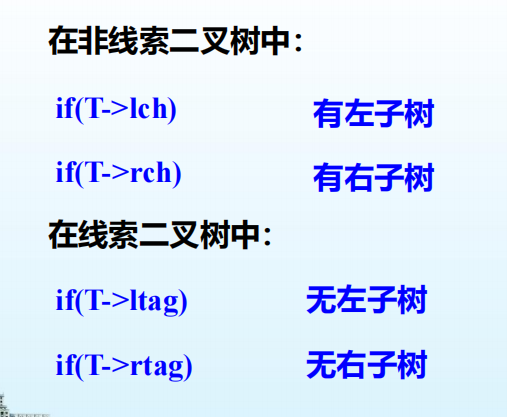 在非线索二叉树中：
if(T->lch) 有左子树
if(T->rch) 有右子树
在线索二叉树中：
if(T->ltag) 无左子树
if(T->rtag) 无右子树